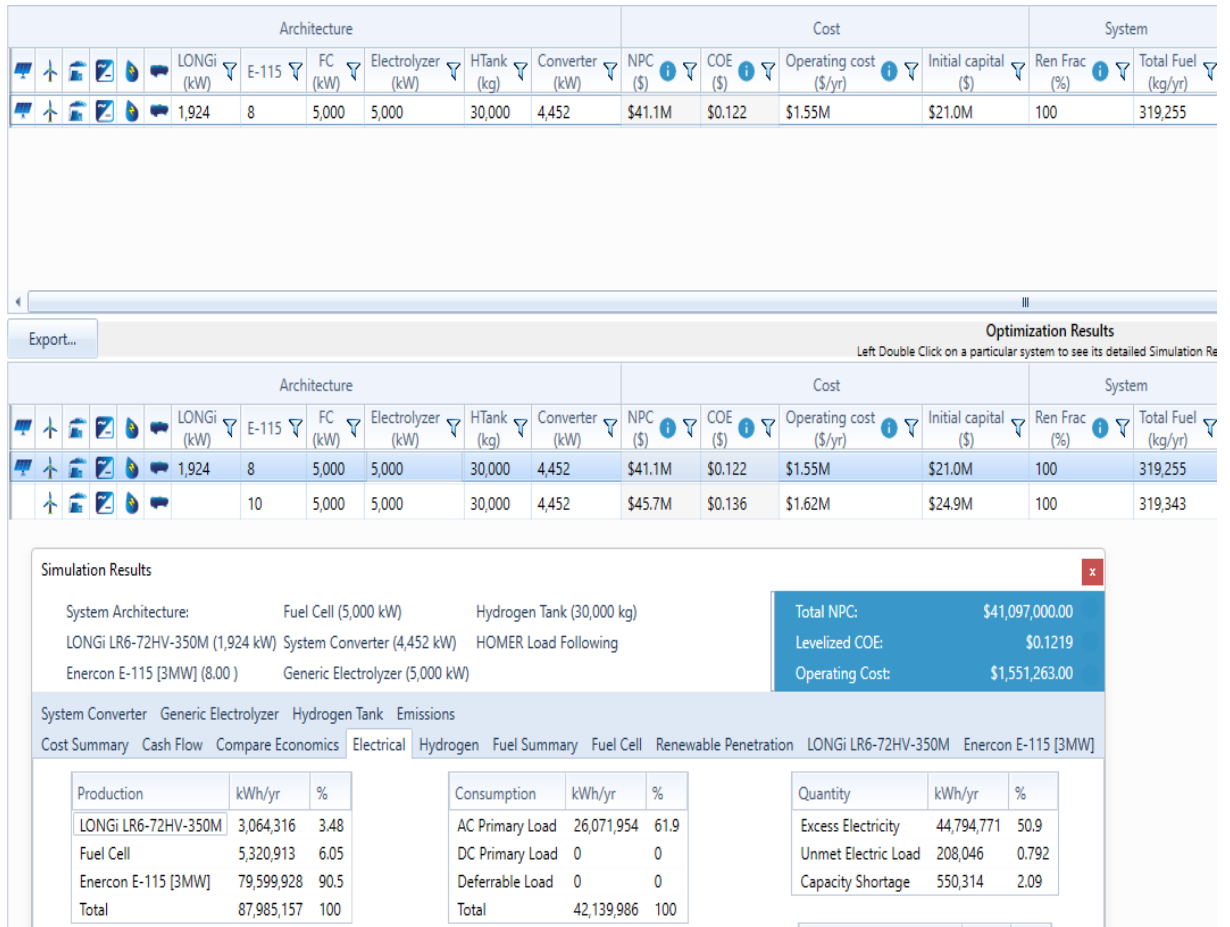 Architecture Cost System
LONGi (kW) E-115 FC (kW) Electrolyzer (kW) HTank (kg) Converter (kW) NPC ($) COE ($) Operating cost ($/yr) Initial capital ($) Ren Frac (%) Total Fuel (kg/yr)
1,924 8 5,000 5,000 30,000 4,452 $41.1M $0.122 $1.55M $21.0M 100 319,255
Export... Optimization Results
Left Double Click on a particular system to see its detailed Simulation Re
Architecture Cost System
LONGi (kW) E-115 FC (kW) Electrolyzer (kW) HTank (kg) Converter (kW) NPC ($) COE ($) Operating cost ($/yr) Initial capital ($) Ren Frac (%) Total Fuel (kg/yr)
1,924 8 5,000 5,000 30,000 4,452 $41.1M $0.122 $1.55M $21.0M 100 319,255
10 5,000 5,000 30,000 4,452 $45.7M $0.136 $1.62M $24.9M 100 319,343
Simulation Results x
System Architecture: Fuel Cell (5,000 kW) Hydrogen Tank (30,000 kg) Total NPC: $41,097,000.00
LONGi LR6-72HV-350M (1,924 kW) System Converter (4,452 kW) HOMER Load Following Levelized COE: $0.1219
Enercon E-115 [3MW] (8.00 ) Generic Electrolyzer (5,000 kW) Operating Cost: $1,551,263.00
System Converter Generic Electrolyzer Hydrogen Tank Emissions
Cost Summary Cash Flow Compare Economics Electrical Hydrogen Fuel Summary Fuel Cell Renewable Penetration LONGi LR6-72HV-350M Enercon E-115 [3MW]
Production kWh/yr % Consumption kWh/yr % Quantity kWh/yr %
LONGi LR6-72HV-350M 3,064,316 3.48 AC Primary Load 26,071,954 61.9 Excess Electricity 44,794,771 50.9
Fuel Cell 5,320,913 6.05 DC Primary Load 0 0 Unmet Electric Load 208,046 0.792
Enercon E-115 [3MW] 79,599,928 90.5 Deferrable Load 0 0 Capacity Shortage 550,314 2.09
Total 87,985,157 100 Total 42,139,986 100